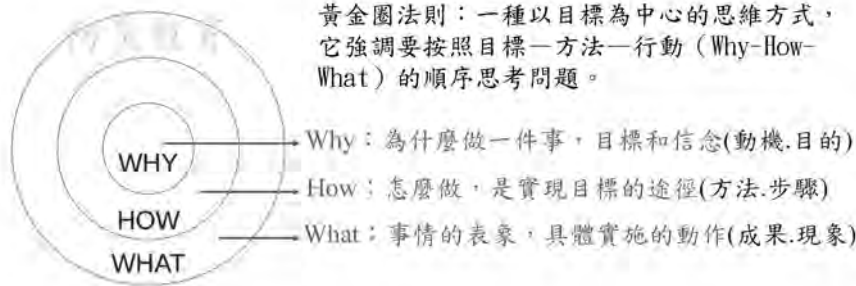 黃金圈法則：一種以目標為中心的思維方式，
它強調要按照目標—方法—行動（Why-How-
What）的順序思考問題。
WHY
HOW
WHAT
Why：為什麼做一件事，目標和信念(動機.目的)
How：怎麼做，是實現目標的途徑(方法.步驟)
What：事情的表象，具體實施的動作(成果.現象)